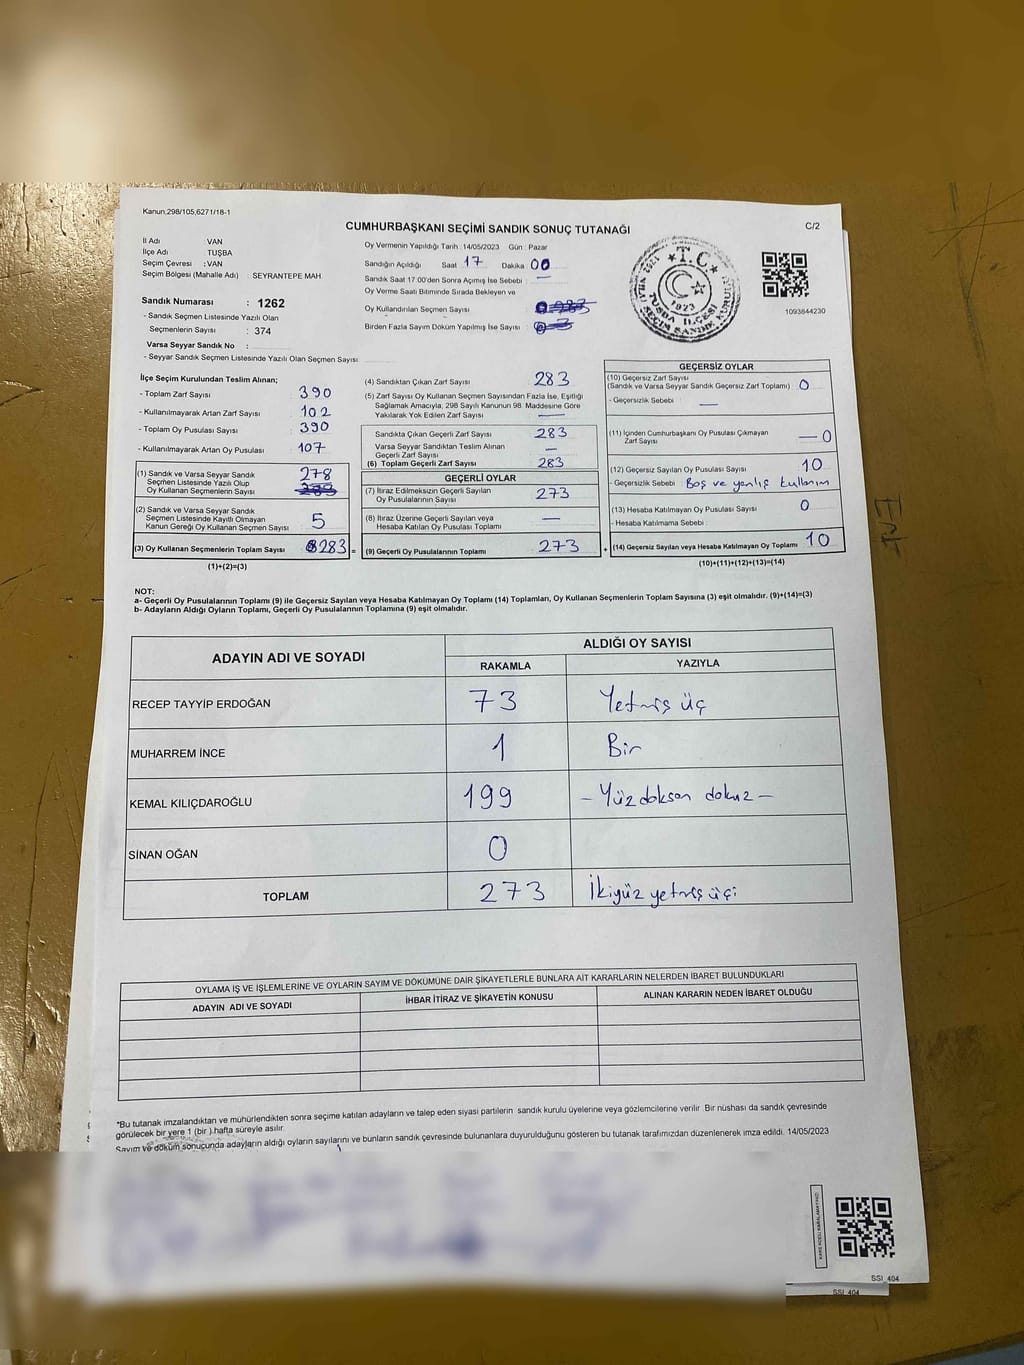 Kanun;298/105,6271/18-1
CUMHURBAŞKANI SEÇİMİ SANDIK SONUÇ TUTANAĞI
C/2
İl Adı VAN
İlçe Adı : TUŞBA
Seçim Çevresi : VAN
Seçim Bölgesi (Mahalle Adı) : SEYRANTEPE MAH
Sandık Numarası : 1262
- Sandık Seçmen Listesinde Yazılı Olan
Seçmenlerin Sayısı : 374
Varsa Seyyar Sandık No :
- Seyyar Sandık Seçmen Listesinde Yazılı Olan Seçmen Sayısı
Oy Vermenin Yapıldığı Tarih : 14/05/2023 Gün : Pazar
Sandığın Açıldığı Saat 17 Dakika 00
Sandık Saat 17:00'den Sonra Açılmış İse Sebebi : —
Oy Verme Saati Bitiminde Sırada Bekleyen ve
Oy Kullandırılan Seçmen Sayısı
Birden Fazla Sayım Döküm Yapılmış İse Sayısı :
T.C.
TUŞBA İLÇESİ
1923
1093844230
İlçe Seçim Kurulundan Teslim Alınan;
- Toplam Zarf Sayısı : 390
- Kullanılmayarak Artan Zarf Sayısı : 102
- Toplam Oy Pusulası Sayısı : 390
- Kullanılmayarak Artan Oy Pusulası : 107
(1) Sandık ve Varsa Seyyar Sandık
Seçmen Listesinde Yazılı Olup
Oy Kullanan Seçmenlerin Sayısı 278
(2) Sandık ve Varsa Seyyar Sandık
Seçmen Listesinde Kayıtlı Olmayan
Kanun Gereği Oy Kullanan Seçmen Sayısı 5
(3) Oy Kullanan Seçmenlerin Toplam Sayısı 283 =
(1)+(2)=(3)
(4) Sandıktan Çıkan Zarf Sayısı 283
(5) Zarf Sayısı Oy Kullanan Seçmen Sayısından Fazla İse, Eşitliği
Sağlamak Amacıyla; 298 Sayılı Kanunun 98. Maddesine Göre
Yakılarak Yok Edilen Zarf Sayısı —
Sandıkta Çıkan Geçerli Zarf Sayısı 283
Varsa Seyyar Sandıktan Teslim Alınan
Geçerli Zarf Sayısı —
(6) Toplam Geçerli Zarf Sayısı 283
GEÇERLİ OYLAR
(7) İtiraz Edilmeksizin Geçerli Sayılan
Oy Pusulalarının Sayısı 273
(8) İtiraz Üzerine Geçerli Sayılan veya
Hesaba Katılan Oy Pusulası Toplamı —
(9) Geçerli Oy Pusulalarının Toplamı 273 +
GEÇERSİZ OYLAR
(10) Geçersiz Zarf Sayısı
(Sandık ve Varsa Seyyar Sandık Geçersiz Zarf Toplamı) 0
- Geçersizlik Sebebi : —
(11) İçinden Cumhurbaşkanı Oy Pusulası Çıkmayan
Zarf Sayısı — 0
(12) Geçersiz Sayılan Oy Pusulası Sayısı 10
- Geçersizlik Sebebi : Boş ve yanlış kullanım
(13) Hesaba Katılmayan Oy Pusulası Sayısı 0
- Hesaba Katılmama Sebebi :
(14) Geçersiz Sayılan veya Hesaba Katılmayan Oy Toplamı 10
(10)+(11)+(12)+(13)=(14)
NOT:
a- Geçerli Oy Pusulalarının Toplamı (9) ile Geçersiz Sayılan veya Hesaba Katılmayan Oy Toplamı (14) Toplamları, Oy Kullanan Seçmenlerin Toplam Sayısına (3) eşit olmalıdır. (9)+(14)=(3)
b- Adayların Aldığı Oyların Toplamı, Geçerli Oy Pusulalarının Toplamına (9) eşit olmalıdır.
ADAYIN ADI VE SOYADI
ALDIĞI OY SAYISI
RAKAMLA YAZIYLA
RECEP TAYYİP ERDOĞAN 73 Yetmiş üç
MUHARREM İNCE 1 Bir
KEMAL KILIÇDAROĞLU 199 – Yüzdoksan dokuz –
SİNAN OĞAN 0
TOPLAM 273 İkiyüz yetmiş üçi
OYLAMA İŞ VE İŞLEMLERİNE VE OYLARIN SAYIM VE DÖKÜMÜNE DAİR ŞİKAYETLERLE BUNLARA AİT KARARLARIN NELERDEN İBARET BULUNDUKLARI
ADAYIN ADI VE SOYADI İHBAR İTİRAZ VE ŞİKAYETİN KONUSU ALINAN KARARIN NEDEN İBARET OLDUĞU
*Bu tutanak imzalandıktan ve mühürlendikten sonra seçime katılan adayların ve talep eden siyasi partilerin sandık kurulu üyelerine veya gözlemcilerine verilir. Bir nüshası da sandık çevresinde
görülecek bir yere 1 (bir ) hafta süreyle asılır.
Sayım ve döküm sonucunda adayların aldığı oyların sayılarını ve bunların sandık çevresinde bulunanlara duyurulduğunu gösteren bu tutanak tarafımızdan düzenlenerek imza edildi. 14/05/2023
SSI_404
SSI_404